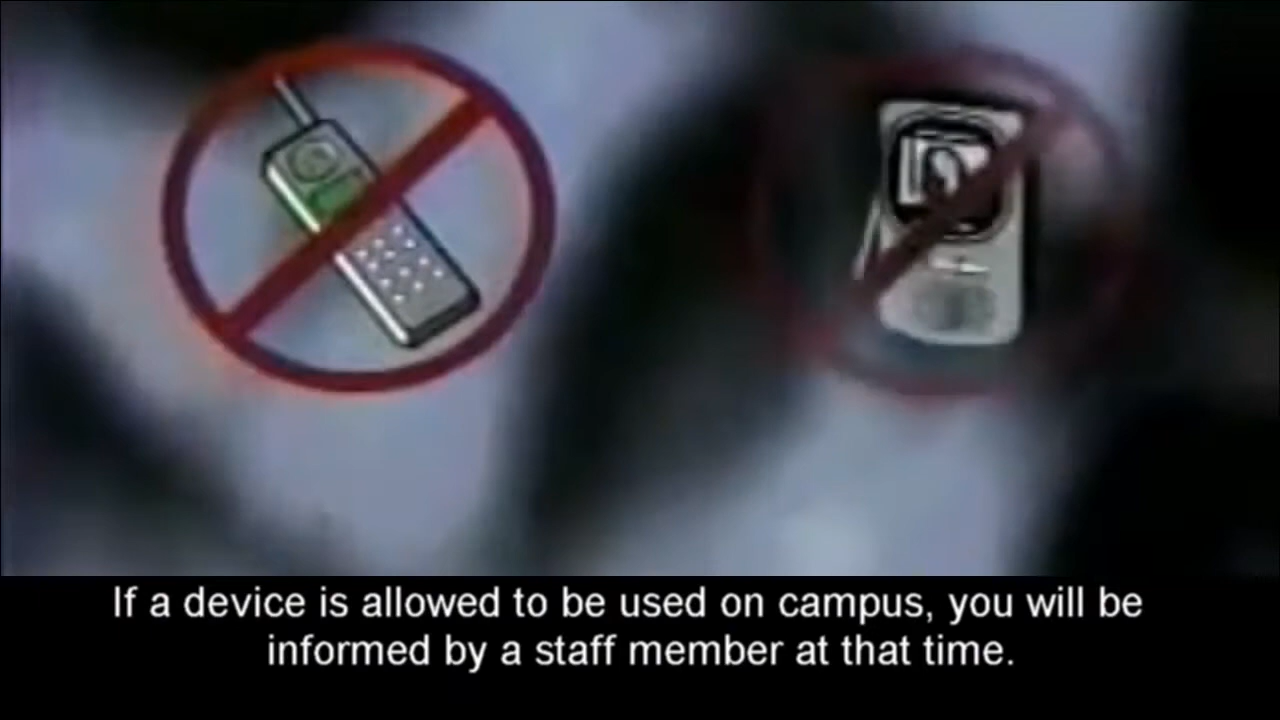 If a device is allowed to be used on campus, you will be
informed by a staff member at that time.